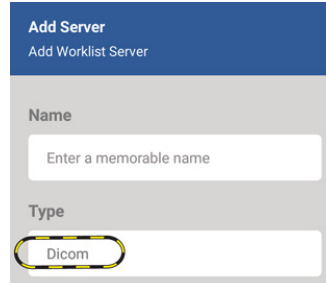 Add Server
Add Worklist Server
Name
Enter a memorable name
Type
Dicom